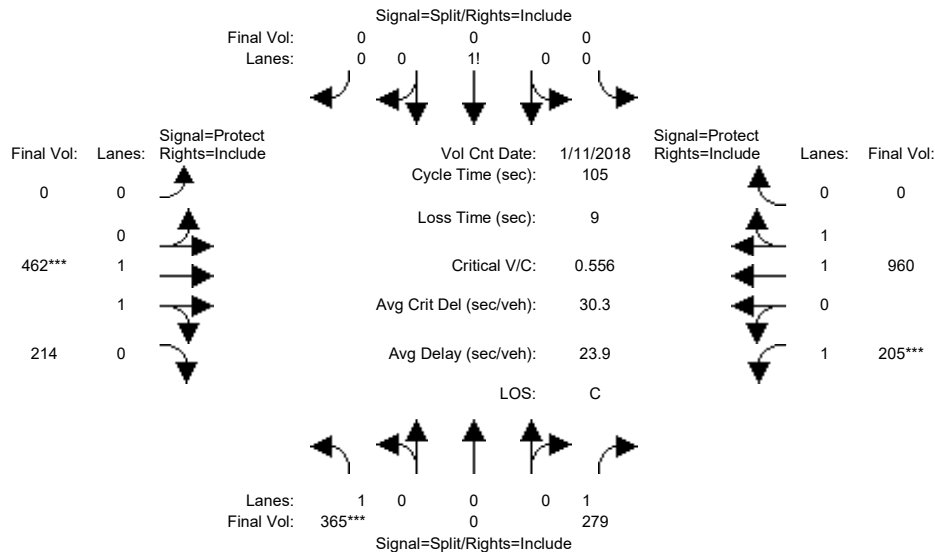 Signal=Split/Rights=Include
Final Vol: 0 0 0
Lanes: 0 0 1! 0 0
Signal=Protect Signal=Protect
Final Vol: Lanes: Rights=Include Vol Cnt Date: 1/11/2018 Rights=Include Lanes: Final Vol:
Cycle Time (sec): 105
0 0 0 0
Loss Time (sec): 9
0 1
462*** 1 Critical V/C: 0.556 1 960
1 Avg Crit Del (sec/veh): 30.3 0
214 0 Avg Delay (sec/veh): 23.9 1 205***
LOS: C
Lanes: 1 0 0 0 1
Final Vol: 365*** 0 279
Signal=Split/Rights=Include